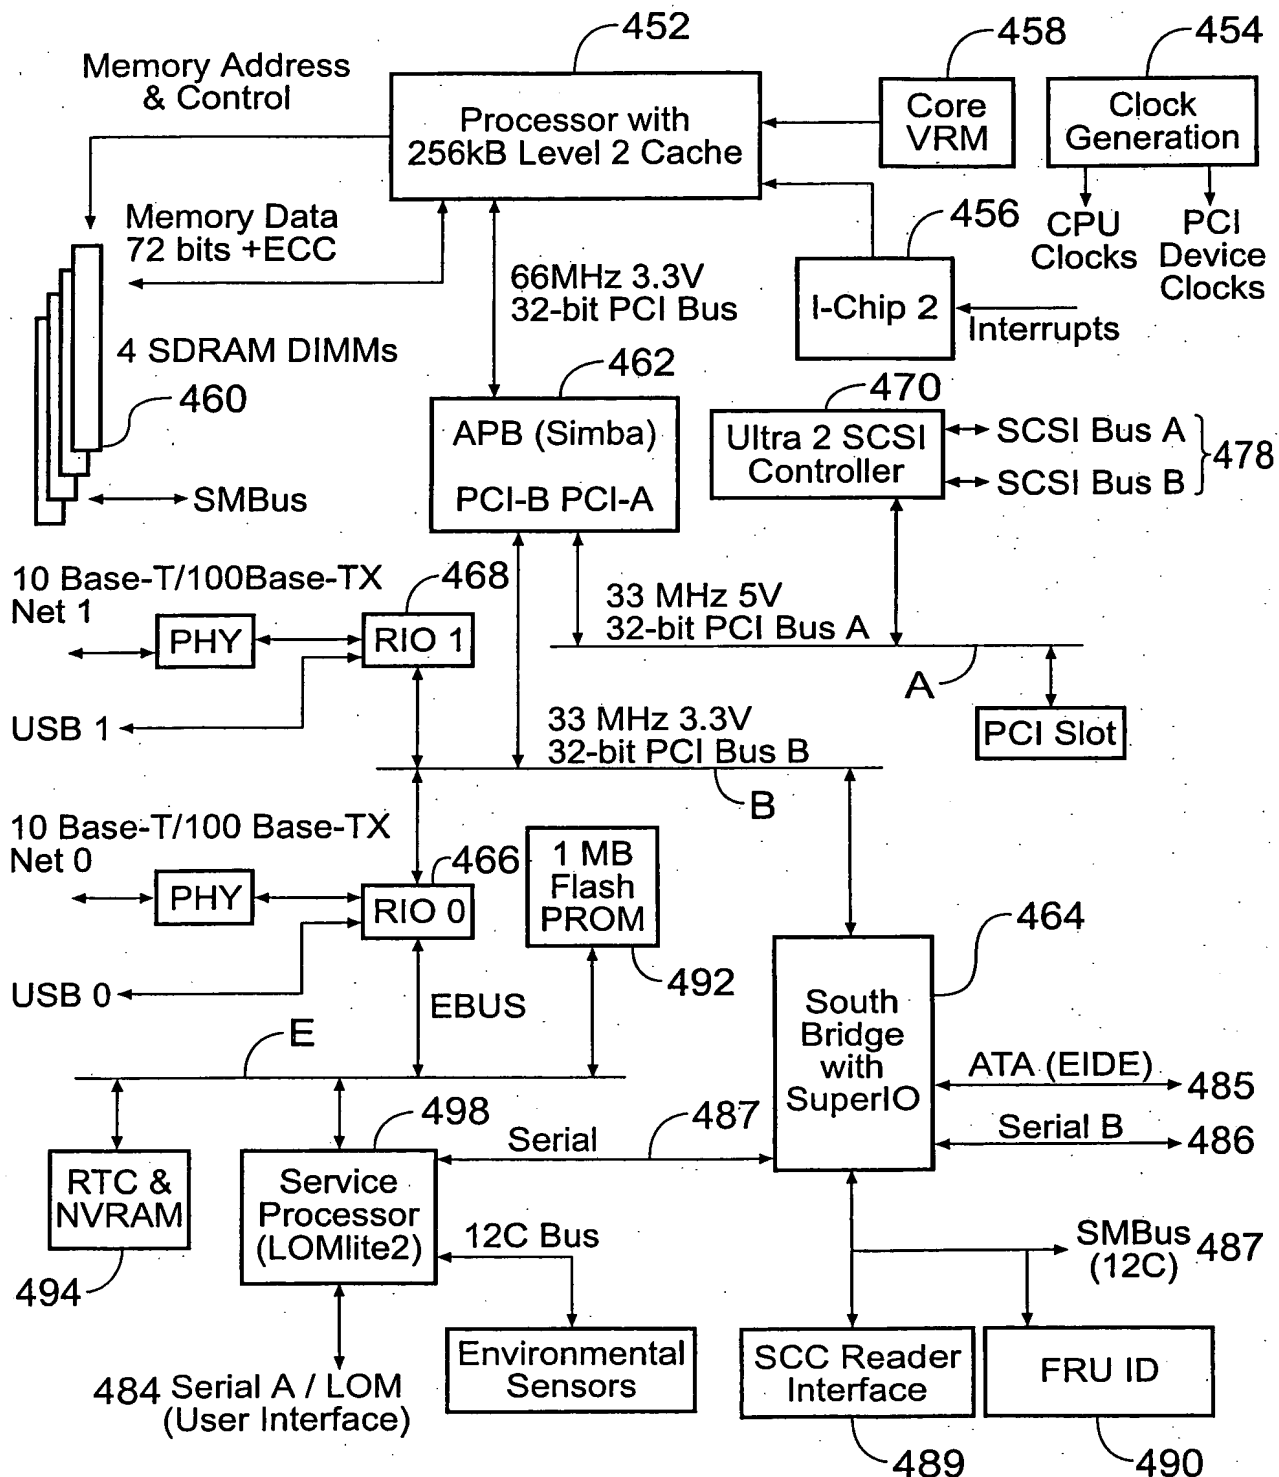 452
458
454
Memory Address
& Control
Processor with
256kB Level 2 Cache
Core
VRM
Clock
Generation
Memory Data
72 bits +ECC
456
CPU
Clocks
PCI
Device
Clocks
66MHz 3.3V
32-bit PCI Bus
I-Chip 2
Interrupts
4 SDRAM DIMMs
460
462
470
APB (Simba)
PCI-B PCI-A
Ultra 2 SCSI
Controller
SCSI Bus A
SCSI Bus B
478
SMBus
10 Base-T/100Base-TX
Net 1
468
PHY
RIO 1
33 MHz 5V
32-bit PCI Bus A
A
USB 1
PCI Slot
33 MHz 3.3V
32-bit PCI Bus B
B
10 Base-T/100 Base-TX
Net 0
466
1 MB
Flash
PROM
PHY
RIO 0
464
492
USB 0
EBUS
South
Bridge
with
SuperIO
E
ATA (EIDE)
485
498
487
Serial
Serial B
486
RTC &
NVRAM
Service
Processor
(LOMlite2)
12C Bus
SMBus
(12C)
487
494
Environmental
Sensors
SCC Reader
Interface
FRU ID
484
Serial A / LOM
(User Interface)
489
490